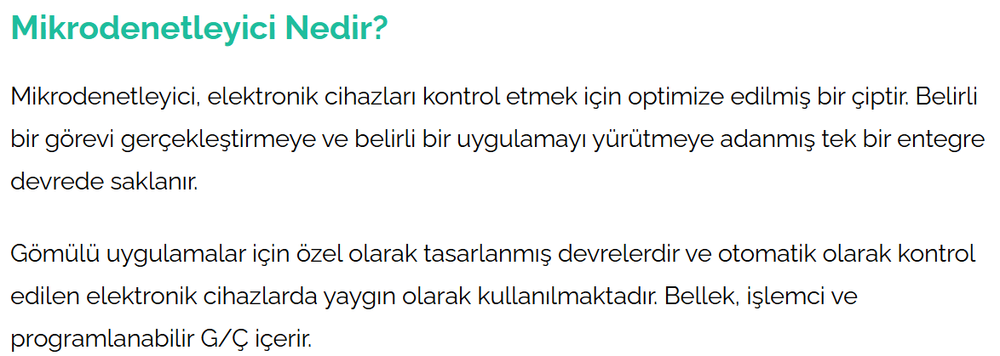 Mikrodenetleyici Nedir?
Mikrodenetleyici, elektronik cihazları kontrol etmek için optimize edilmiş bir çiptir. Belirli
bir görevi gerçekleştirmeye ve belirli bir uygulamayı yürütmeye adanmış tek bir entegre
devrede saklanır.
Gömülü uygulamalar için özel olarak tasarlanmış devrelerdir ve otomatik olarak kontrol
edilen elektronik cihazlarda yaygın olarak kullanılmaktadır. Bellek, işlemci ve
programlanabilir G/Ç içerir.